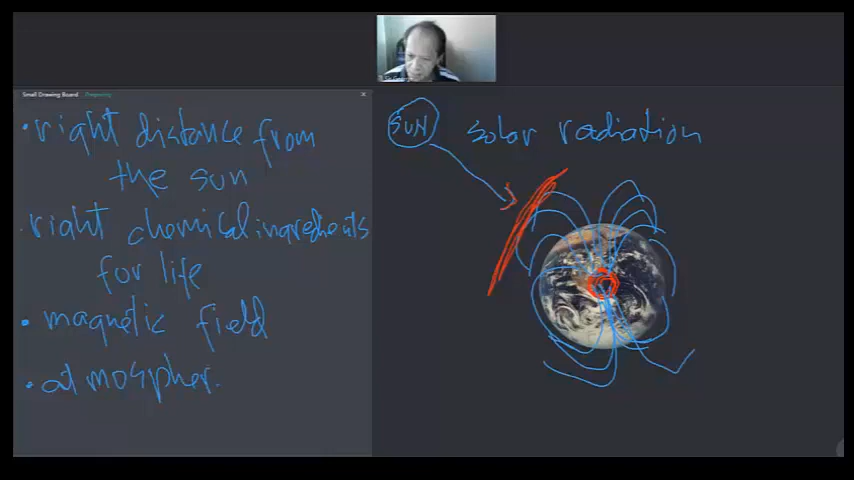 Small Drawing Board Preparing
• right distance from
the sun
• right chemical ingredients
for life
• magnetic field
• atmospher.
SUN
solar radiation